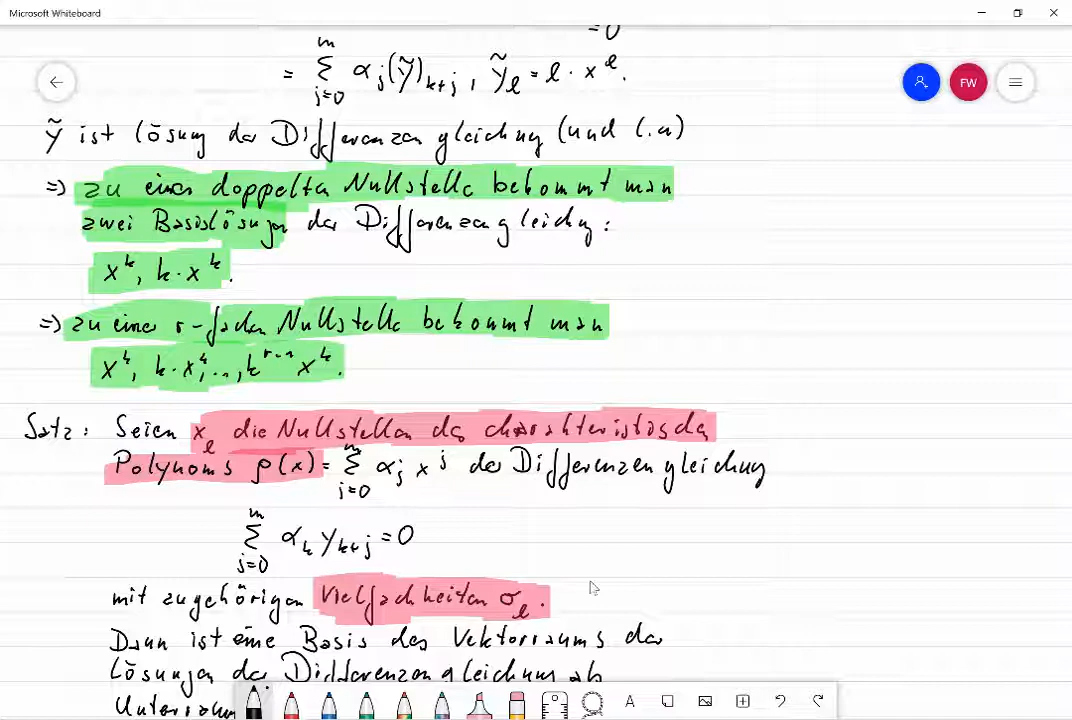 Microsoft Whiteboard
= 0
= m Σ j=0 α_j (ỹ)_{k+j}, ỹ_l = l · x^l.
FW
ỹ ist Lösung der Differenzengleichung (und l.u)
=> zu einer doppelten Nullstelle bekommt man
zwei Basislösungen der Differenzengleichung:
x^k, k·x^k.
=> zu einer r-fachen Nullstelle bekommt man
x^k, k·x^k, .., k^{r-1} x^k.
Satz: Seien x_l die Nullstellen des charakteristischen
Polynoms ρ(x) = m Σ j=0 α_j x^j der Differenzengleichung
m Σ j=0 α_k y_{k+j} = 0
mit zugehörigen Vielfachheiten σ_l.
Dann ist eine Basis des Vektorraums der
Lösungen der Differenzengleichung als
Unterraum
A